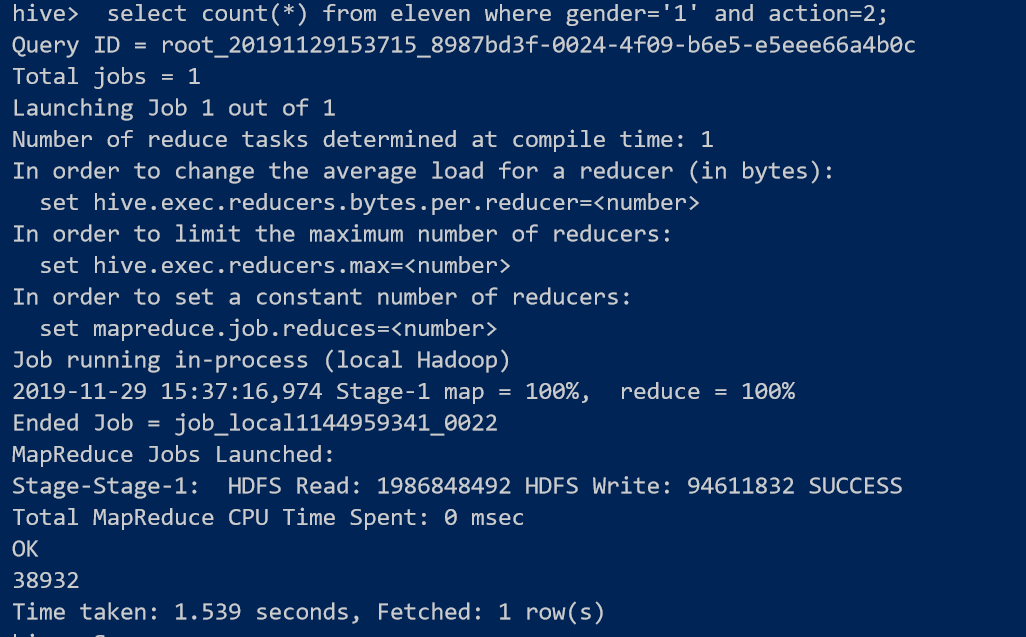 hive>  select count(*) from eleven where gender='1' and action=2;
Query ID = root_20191129153715_8987bd3f-0024-4f09-b6e5-e5eee66a4b0c
Total jobs = 1
Launching Job 1 out of 1
Number of reduce tasks determined at compile time: 1
In order to change the average load for a reducer (in bytes):
  set hive.exec.reducers.bytes.per.reducer=<number>
In order to limit the maximum number of reducers:
  set hive.exec.reducers.max=<number>
In order to set a constant number of reducers:
  set mapreduce.job.reduces=<number>
Job running in-process (local Hadoop)
2019-11-29 15:37:16,974 Stage-1 map = 100%,  reduce = 100%
Ended Job = job_local1144959341_0022
MapReduce Jobs Launched:
Stage-Stage-1:  HDFS Read: 1986848492 HDFS Write: 94611832 SUCCESS
Total MapReduce CPU Time Spent: 0 msec
OK
38932
Time taken: 1.539 seconds, Fetched: 1 row(s)